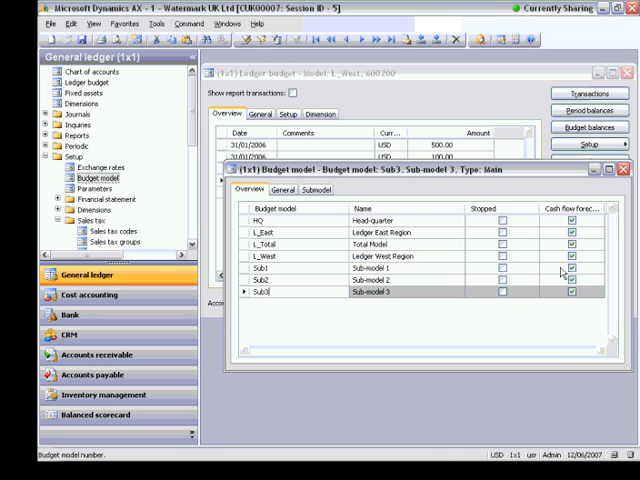 Microsoft Dynamics AX - 1 - Watermark UK Ltd [CUK00007: Session ID - 5]
Currently Sharing
File Edit View Favorites Tools Command Windows Help
General ledger (1x1)
Chart of accounts
Ledger budget
Fixed assets
Dimensions
Journals
Inquiries
Reports
Periodic
Setup
Exchange rates
Budget model
Parameters
Financial statement
Dimensions
Sales tax
Sales tax codes
Sales tax groups
General ledger
Cost accounting
Bank
CRM
Accounts receivable
Accounts payable
Inventory management
Balanced scorecard
(1x1) Ledger budget - Model: L_West, 600200
Show report transactions:
Overview General Setup Dimension
Date Comments Curr... Amount
31/01/2006 USD 500.00
31/01/2006 USD 100.00
Transactions
Period balances
Budget balances
Setup
(1x1) Budget model - Budget model: Sub3, Sub-model 3, Type: Main
Overview General Submodel
Budget model Name Stopped Cash flow forec...
HQ Head-quarter
L_East Ledger East Region
L_Total Total Model
L_West Ledger West Region
Sub1 Sub-model 1
Sub2 Sub-model 2
Sub3 Sub-model 3
Budget model number.
USD 1x1 usr Admin 12/06/2007